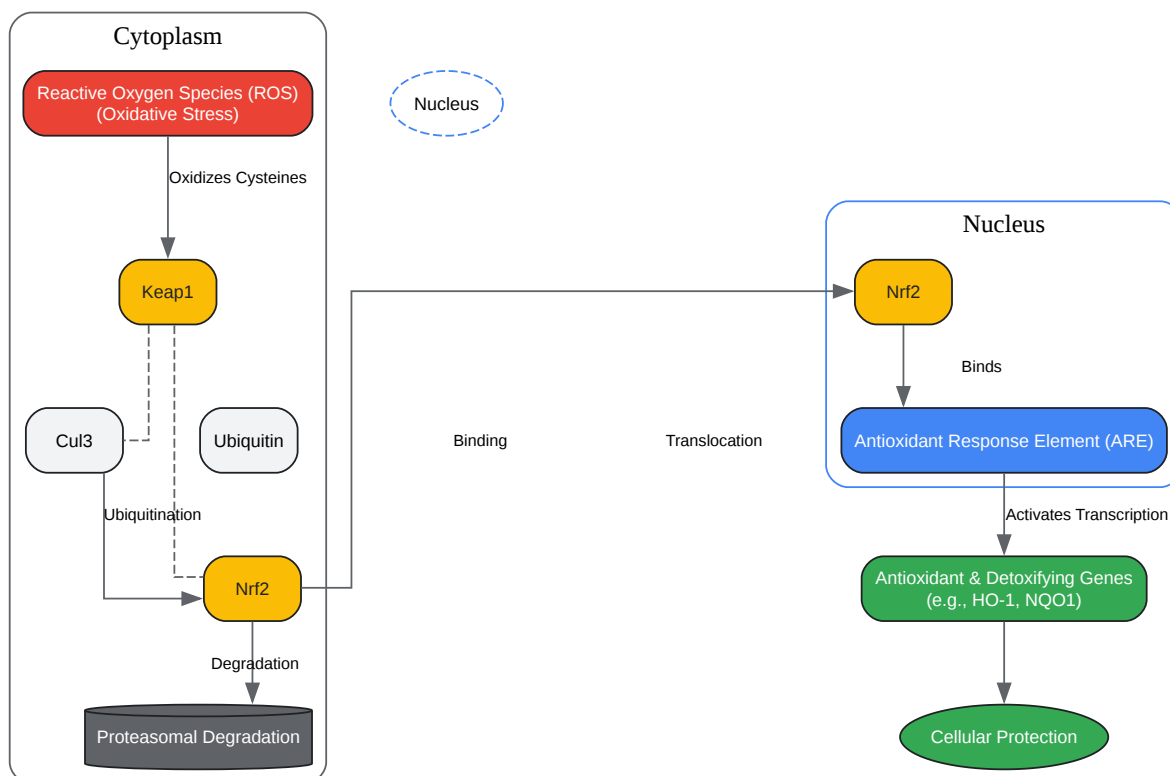 Cytoplasm
Reactive Oxygen Species (ROS)
(Oxidative Stress)
Nucleus
Oxidizes Cysteines
Nucleus
Keap1
Nrf2
Binds
Cul3
Ubiquitin
Binding
Translocation
Antioxidant Response Element (ARE)
Ubiquitination
Activates Transcription
Nrf2
Antioxidant & Detoxifying Genes
(e.g., HO-1, NQO1)
Degradation
Proteasomal Degradation
Cellular Protection